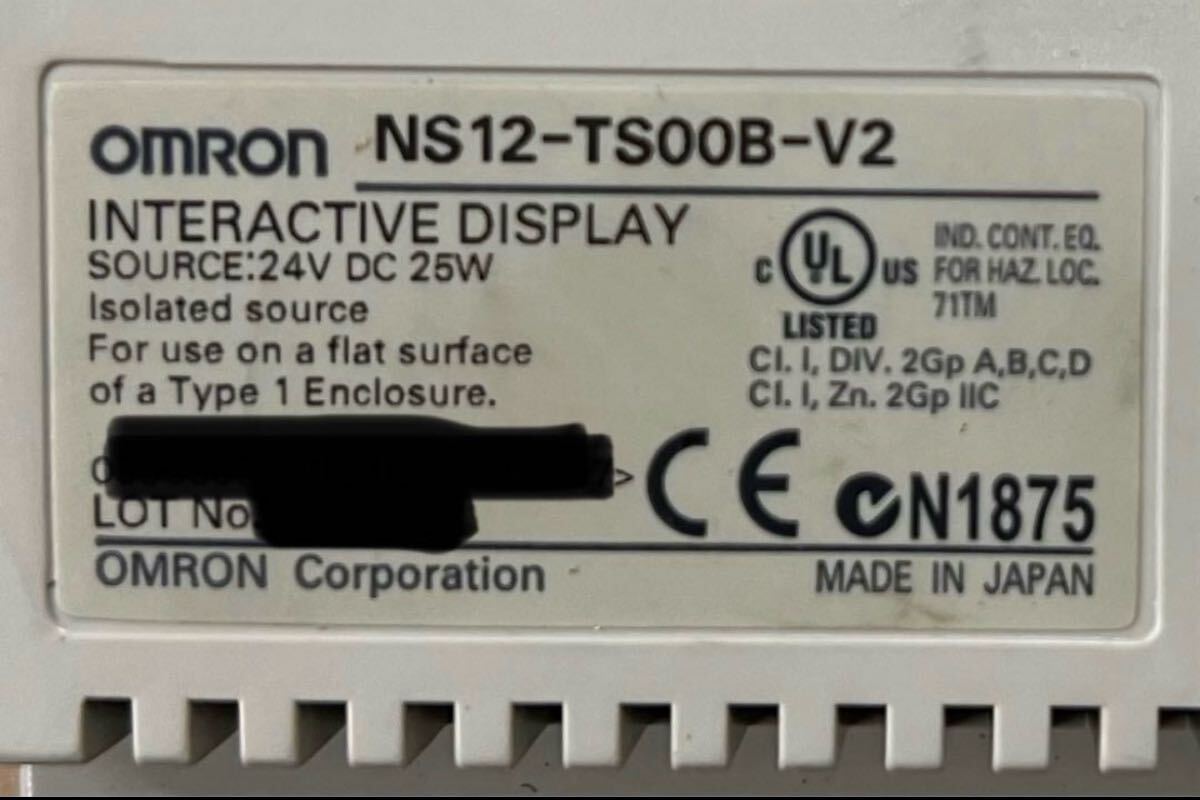 OMRON NS12-TS00B-V2
INTERACTIVE DISPLAY
SOURCE:24V DC 25W
Isolated source
For use on a flat surface
of a Type 1 Enclosure.
C UL US
LISTED
IND. CONT. EQ.
FOR HAZ. LOC.
71TM
Cl. I, DIV. 2Gp A,B,C,D
Cl. I, Zn. 2Gp IIC
LOT No.
CE N1875
OMRON Corporation
MADE IN JAPAN